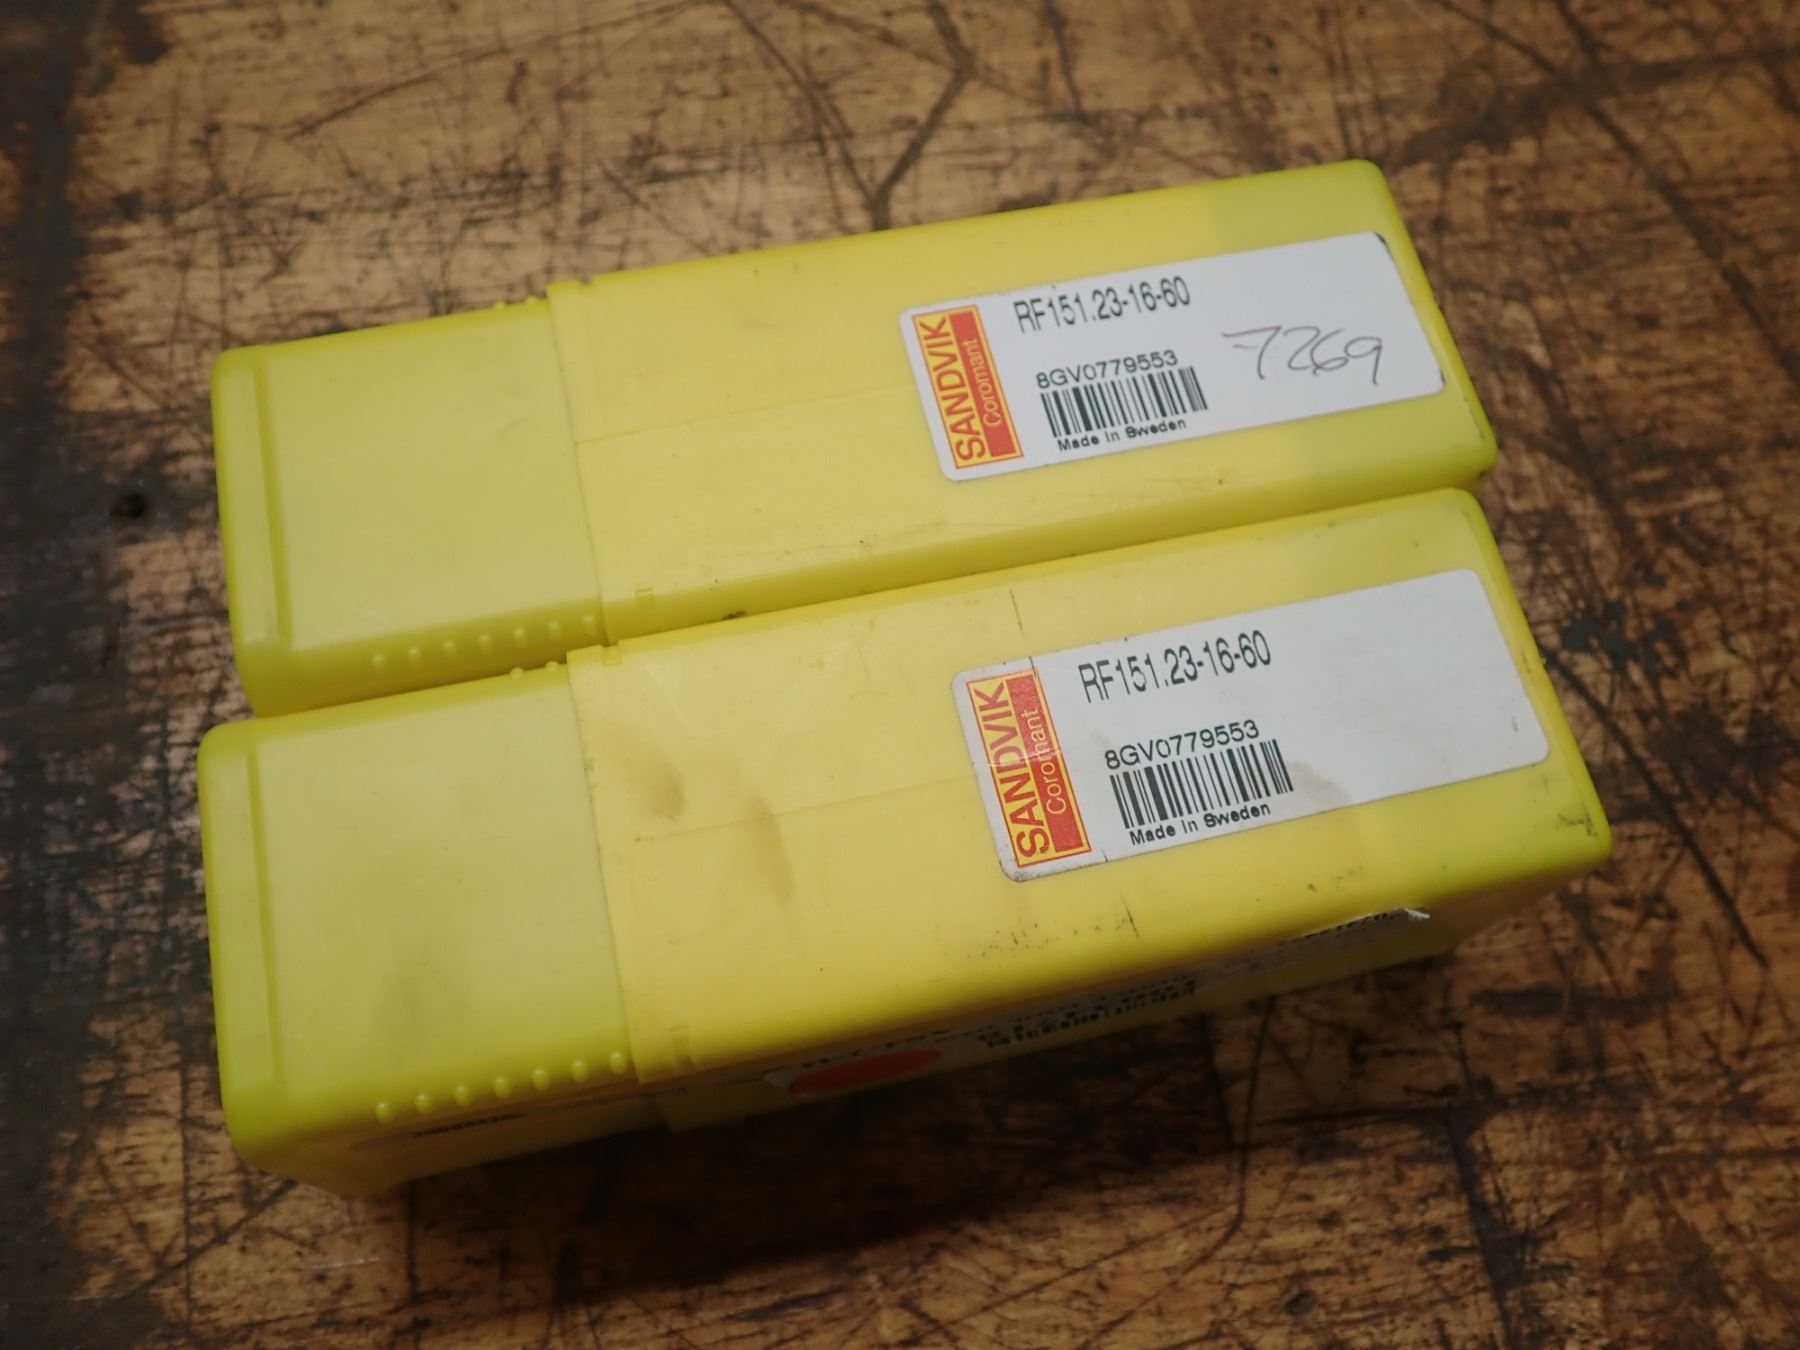 SANDVIK
Coromant
RF151.23-16-60
8GV0779553
Made in Sweden
7269
SANDVIK
Coromant
RF151.23-16-60
8GV0779553
Made in Sweden